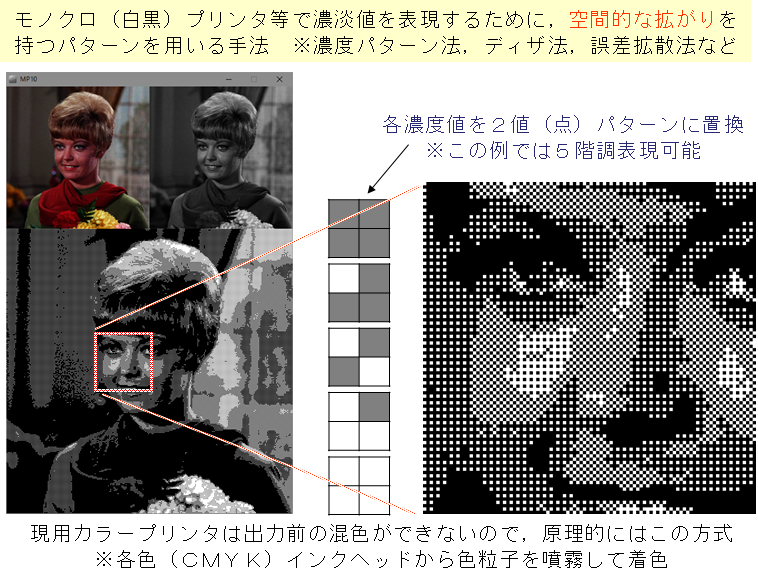 モノクロ（白黒）プリンタ等で濃淡値を表現するために，空間的な拡がりを
持つパターンを用いる手法　※濃度パターン法，ディザ法，誤差拡散法など
MP10
各濃度値を２値（点）パターンに置換
※この例では５階調表現可能
現用カラープリンタは出力前の混色ができないので，原理的にはこの方式
※各色（ＣＭＹＫ）インクヘッドから色粒子を噴霧して着色